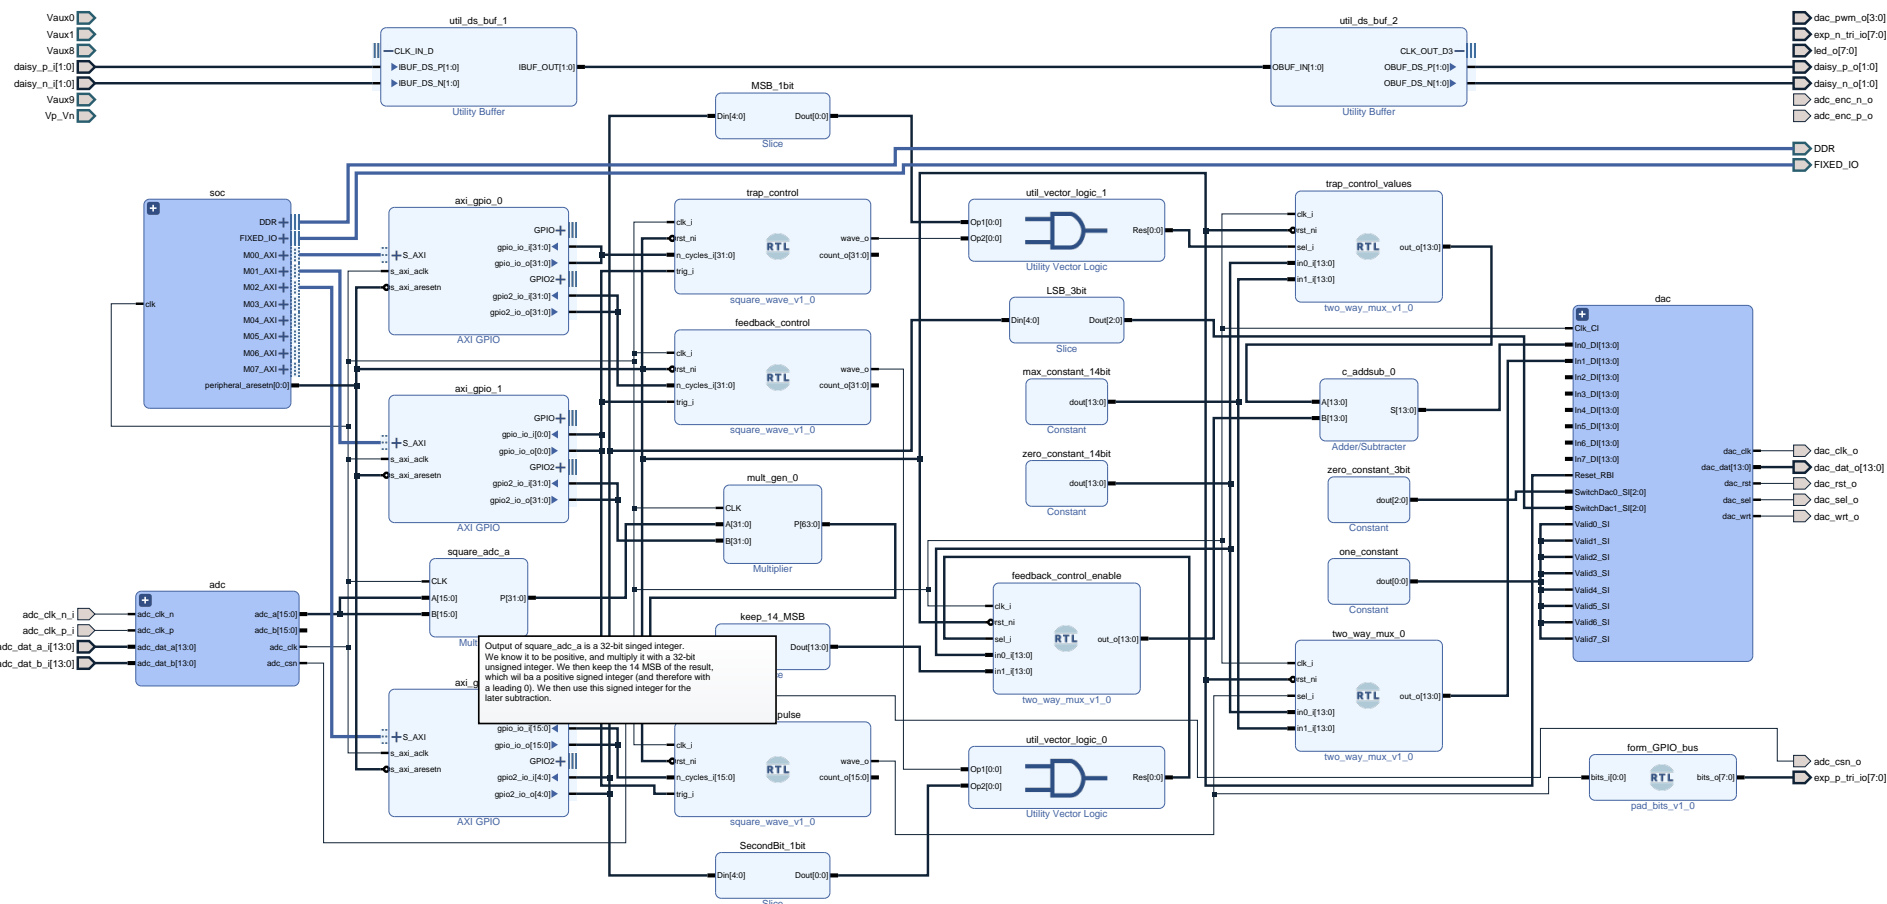 Vaux0
Vaux1
Vaux8
daisy_p_i[1:0]
daisy_n_i[1:0]
Vaux9
Vp_Vn
util_ds_buf_1
CLK_IN_D
IBUF_DS_P[1:0]
IBUF_DS_N[1:0]
IBUF_OUT[1:0]
Utility Buffer
util_ds_buf_2
OBUF_IN[1:0]
CLK_OUT_D3
OBUF_DS_P[1:0]
OBUF_DS_N[1:0]
Utility Buffer
dac_pwm_o[3:0]
exp_n_tri_io[7:0]
led_o[7:0]
daisy_p_o[1:0]
daisy_n_o[1:0]
adc_enc_n_o
adc_enc_p_o
DDR
FIXED_IO
MSB_1bit
Din[4:0]
Dout[0:0]
Slice
soc
clk
DDR
FIXED_IO
M00_AXI
M01_AXI
M02_AXI
M03_AXI
M04_AXI
M05_AXI
M06_AXI
M07_AXI
peripheral_aresetn[0:0]
axi_gpio_0
S_AXI
s_axi_aclk
s_axi_aresetn
GPIO
gpio_io_i[31:0]
gpio_io_o[31:0]
GPIO2
gpio2_io_i[31:0]
gpio2_io_o[31:0]
AXI GPIO
trap_control
clk_i
rst_ni
n_cycles_i[31:0]
trig_i
RTL
wave_o
count_o[31:0]
square_wave_v1_0
util_vector_logic_1
Op1[0:0]
Op2[0:0]
Res[0:0]
Utility Vector Logic
trap_control_values
clk_i
rst_ni
sel_i
in0_i[13:0]
in1_i[13:0]
RTL
out_o[13:0]
two_way_mux_v1_0
LSB_3bit
Din[4:0]
Dout[2:0]
Slice
feedback_control
clk_i
rst_ni
n_cycles_i[31:0]
trig_i
RTL
wave_o
count_o[31:0]
square_wave_v1_0
axi_gpio_1
S_AXI
s_axi_aclk
s_axi_aresetn
GPIO
gpio_io_i[0:0]
gpio_io_o[0:0]
GPIO2
gpio2_io_i[31:0]
gpio2_io_o[31:0]
AXI GPIO
max_constant_14bit
dout[13:0]
Constant
c_addsub_0
A[13:0]
B[13:0]
S[13:0]
Adder/Subtracter
zero_constant_14bit
dout[13:0]
Constant
zero_constant_3bit
dout[2:0]
Constant
one_constant
dout[0:0]
Constant
dac
Clk_CI
In0_DI[13:0]
In1_DI[13:0]
In2_DI[13:0]
In3_DI[13:0]
In4_DI[13:0]
In5_DI[13:0]
In6_DI[13:0]
In7_DI[13:0]
Reset_RBI
SwitchDac0_SI[2:0]
SwitchDac1_SI[2:0]
Valid0_SI
Valid1_SI
Valid2_SI
Valid3_SI
Valid4_SI
Valid5_SI
Valid6_SI
Valid7_SI
dac_clk
dac_dat[13:0]
dac_rst
dac_sel
dac_wrt
dac_clk_o
dac_dat_o[13:0]
dac_rst_o
dac_sel_o
dac_wrt_o
mult_gen_0
CLK
A[31:0]
B[31:0]
P[63:0]
Multiplier
square_adc_a
CLK
A[15:0]
B[15:0]
P[31:0]
Mult
adc
adc_clk_n
adc_clk_p
adc_dat_a[13:0]
adc_dat_b[13:0]
adc_a[15:0]
adc_b[15:0]
adc_clk
adc_csn
adc_clk_n_i
adc_clk_p_i
adc_dat_a_i[13:0]
adc_dat_b_i[13:0]
keep_14_MSB
Dout[13:0]
Output of square_adc_a is a 32-bit singed integer.
We know it to be positive, and multiply it with a 32-bit
unsigned integer. We then keep the 14 MSB of the result,
which wil ba a positive signed integer (and therefore with
a leading 0). We then use this signed integer for the
later subtraction.
feedback_control_enable
clk_i
rst_ni
sel_i
in0_i[13:0]
in1_i[13:0]
RTL
out_o[13:0]
two_way_mux_v1_0
two_way_mux_0
clk_i
rst_ni
sel_i
in0_i[13:0]
in1_i[13:0]
RTL
out_o[13:0]
two_way_mux_v1_0
axi_g
S_AXI
s_axi_aclk
s_axi_aresetn
gpio_io_i[15:0]
gpio_io_o[15:0]
GPIO2
gpio2_io_i[4:0]
gpio2_io_o[4:0]
AXI GPIO
pulse
clk_i
rst_ni
n_cycles_i[15:0]
trig_i
RTL
wave_o
count_o[15:0]
square_wave_v1_0
util_vector_logic_0
Op1[0:0]
Op2[0:0]
Res[0:0]
Utility Vector Logic
form_GPIO_bus
bits_i[0:0]
RTL
bits_o[7:0]
pad_bits_v1_0
adc_csn_o
exp_p_tri_io[7:0]
SecondBit_1bit
Din[4:0]
Dout[0:0]
Slice